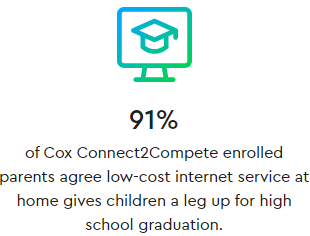 91%
of Cox Connect2Compete enrolled
parents agree low-cost internet service at
home gives children a leg up for high
school graduation.